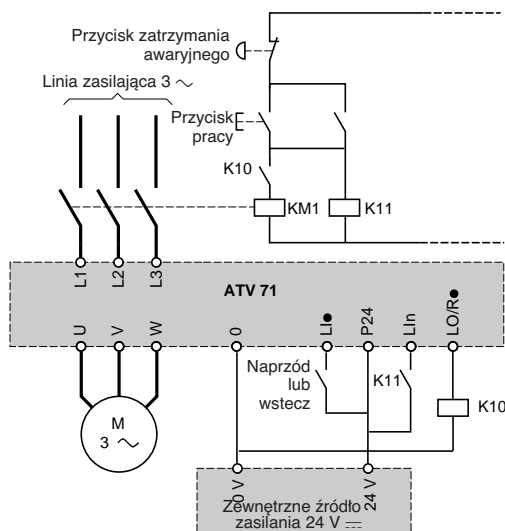 Przycisk zatrzymania
awaryjnego
Linia zasilająca 3 ~
Przycisk
pracy
K10
KM1
K11
L1
L2
L3
ATV 71
U
V
W
0
LI●
P24
LIn
LO/R●
Naprzód
lub
wstecz
K11
K10
M
3 ~
0 V
24 V
Zewnętrzne źródło
zasilania 24 V ⎓